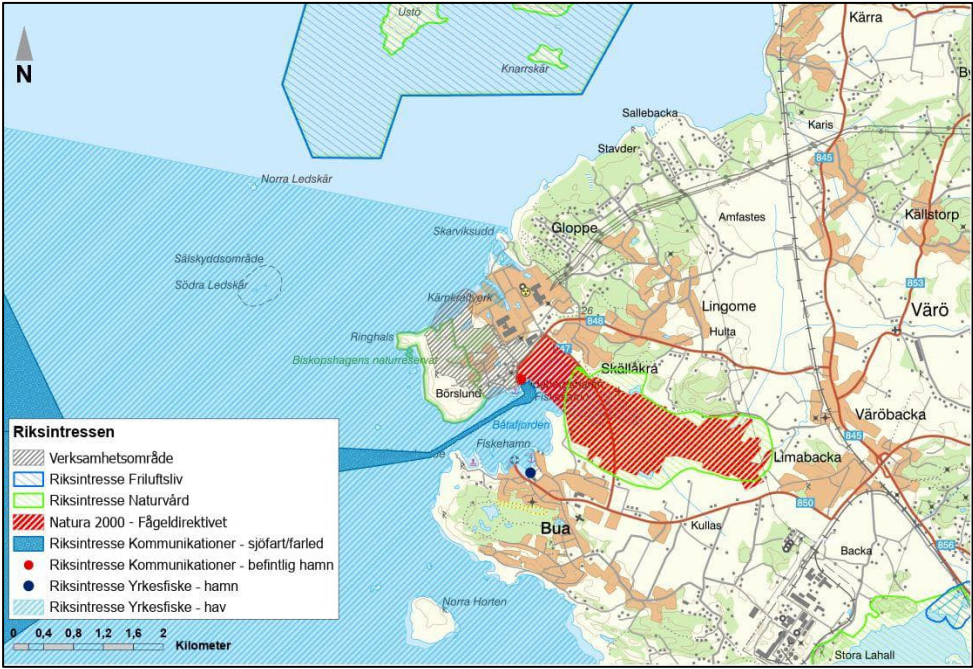 Ustö
Knarrskär
Kärra
N
Sallebacka
Karis
Stavder
845
Norra Ledskär
Amfastes
Källstorp
Skarviksudd
Gloppe
Sälskyddsområde
Södra Ledskär
853
Kärnkraftverk
Lingome
Värö
26
848
Hulta
Ringhals
Biskopshagens naturreservat
Skällåkra
Börslund
Väröbacka
Båtafjorden
845
Fiskehamn
Limabacka
850
Bua
Kullas
856
Backa
Norra Horten
Stora Lahall
Riksintressen
Verksamhetsområde
Riksintresse Friluftsliv
Riksintresse Naturvård
Natura 2000 - Fågeldirektivet
Riksintresse Kommunikationer - sjöfart/farled
Riksintresse Kommunikationer - befintlig hamn
Riksintresse Yrkesfiske - hamn
Riksintresse Yrkesfiske - hav
0 0,4 0,8 1,2 1,6 2
Kilometer